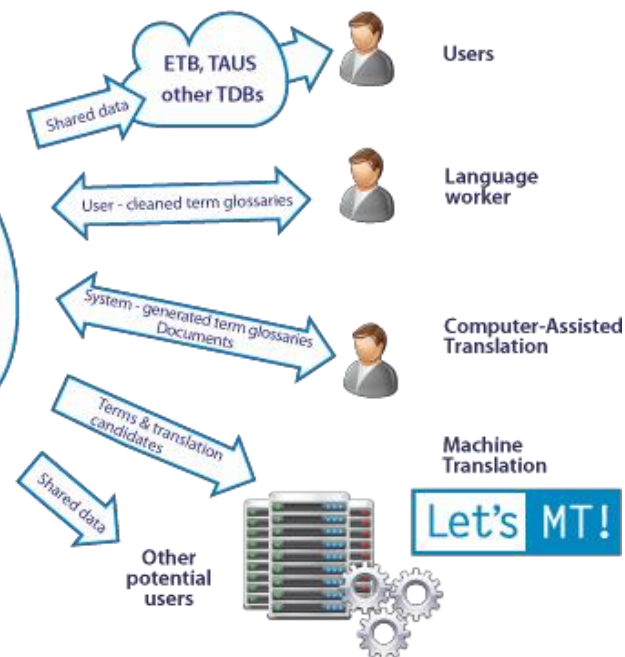 ETB, TAUS
other TDBs
Users
Shared data
User - cleaned term glossaries
Language
worker
System - generated term glossaries
Documents
Computer-Assisted
Translation
Terms & translation
candidates
Machine
Translation
Let's MT!
Shared data
Other
potential
users